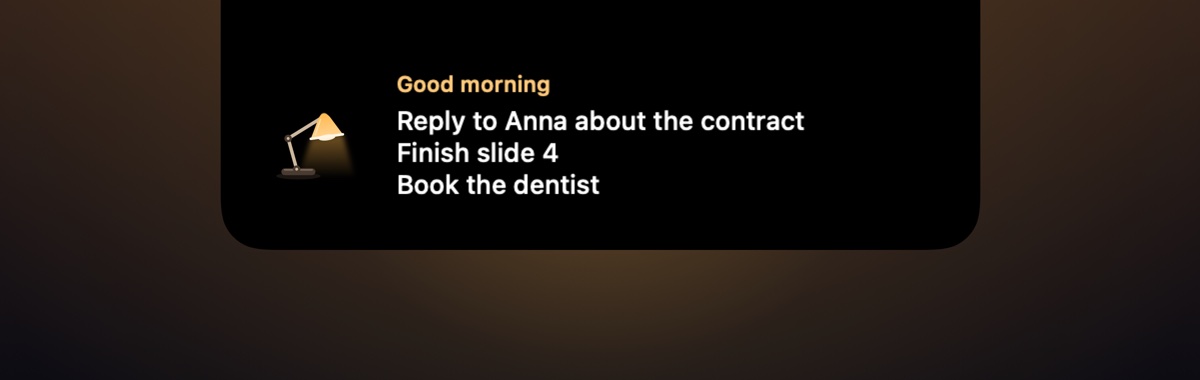 Good morning
Reply to Anna about the contract
Finish slide 4
Book the dentist